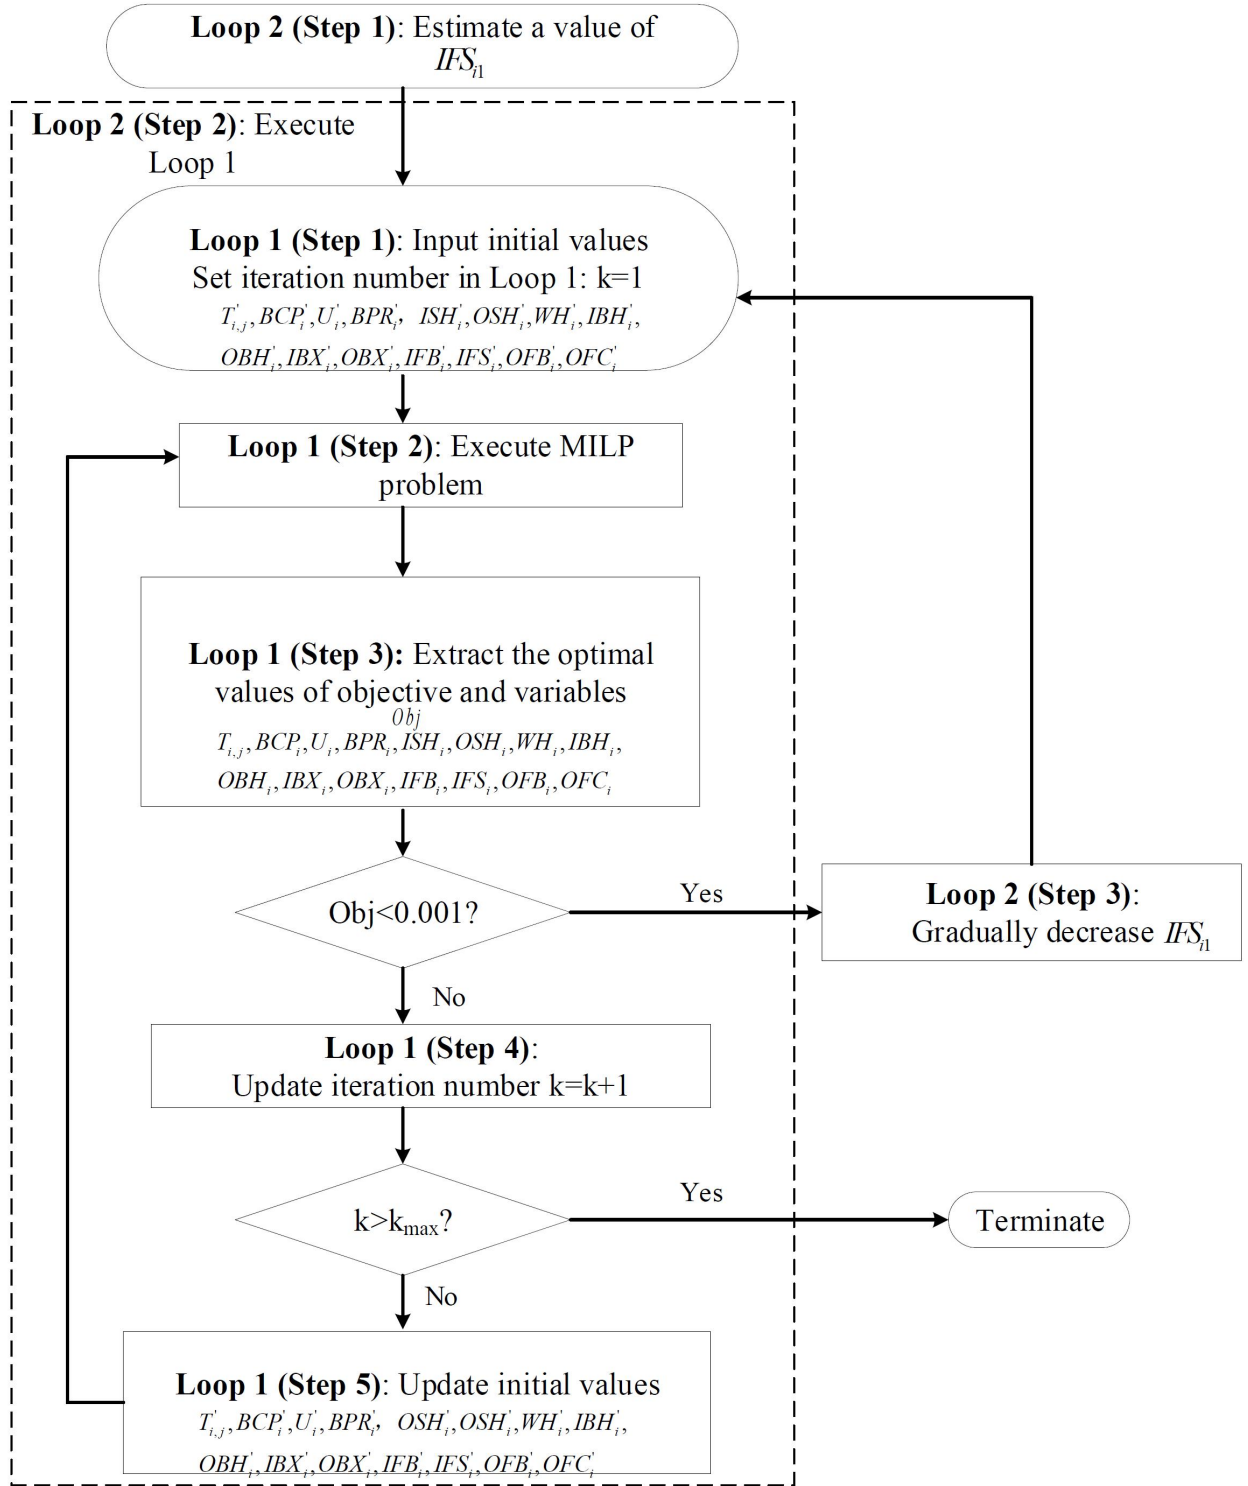 Loop 2 (Step 1): Estimate a value of
IFS_{i1}
Loop 2 (Step 2): Execute
Loop 1
Loop 1 (Step 1): Input initial values
Set iteration number in Loop 1: k=1
T'_{i,j}, BCP'_i, U'_i, BPR'_i, ISH'_i, OSH'_i, WH'_i, IBH'_i,
OBH'_i, IBX'_i, OBX'_i, IFB'_i, IFS'_i, OFB'_i, OFC'_i
Loop 1 (Step 2): Execute MILP
problem
Loop 1 (Step 3): Extract the optimal
values of objective and variables
Obj
T_{i,j}, BCP_i, U_i, BPR_i, ISH_i, OSH_i, WH_i, IBH_i,
OBH_i, IBX_i, OBX_i, IFB_i, IFS_i, OFB_i, OFC_i
Obj<0.001?
Yes
Loop 2 (Step 3):
Gradually decrease IFS_{i1}
No
Loop 1 (Step 4):
Update iteration number k=k+1
k>k_{max}?
Yes
Terminate
No
Loop 1 (Step 5): Update initial values
T'_{i,j}, BCP'_i, U'_i, BPR'_i, OSH'_i, OSH'_i, WH'_i, IBH'_i,
OBH'_i, IBX'_i, OBX'_i, IFB'_i, IFS'_i, OFB'_i, OFC'_i